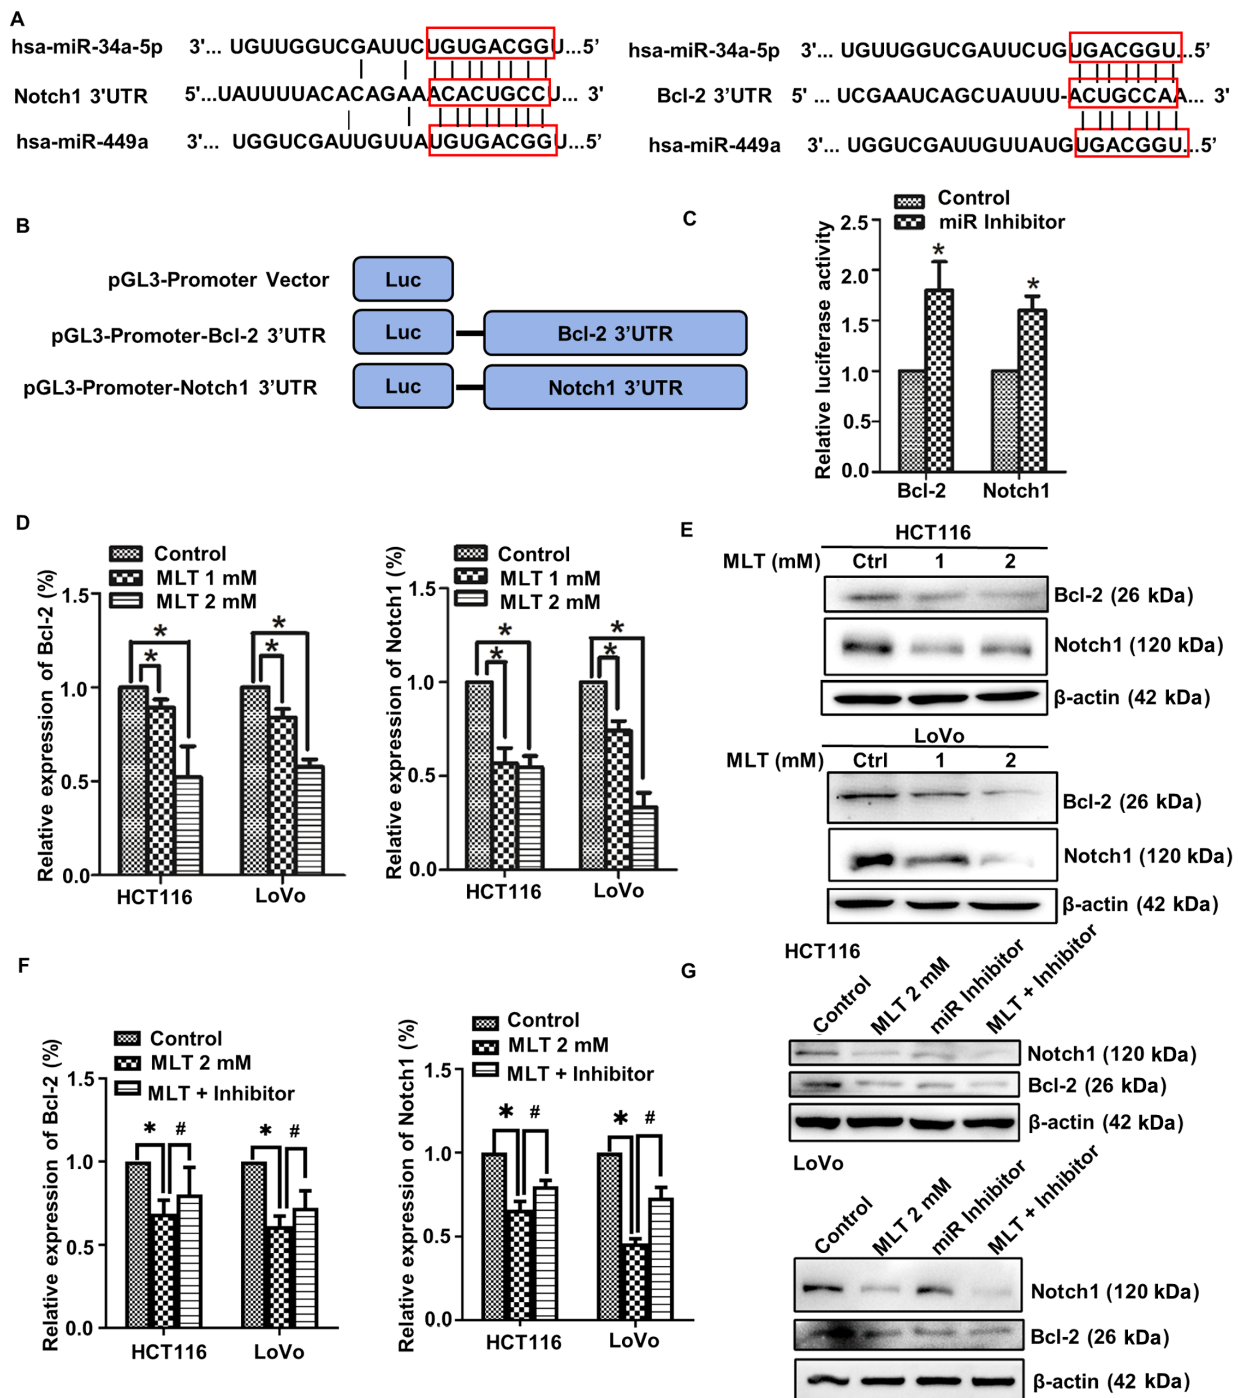 A
hsa-miR-34a-5p 3'... UGUUGGUCGAUUCUGUGACGGU...5’
Notch1 3'UTR 5'...UAUUUUACACAGAAACACUGCCU... 3'
hsa-miR-449a 3'... UGGUCGAUUGUUAUGUGACGGU...5’
hsa-miR-34a-5p 3'... UGUUGGUCGAUUCUGUGACGGU...5’
Bcl-2 3'UTR 5' ... UCGAAUCAGCUAUUU-ACUGCCAA... 3'
hsa-miR-449a 3'... UGGUCGAUUGUUAUGUGACGGU...5’
B
pGL3-Promoter Vector Luc
pGL3-Promoter-Bcl-2 3’UTR Luc Bcl-2 3’UTR
pGL3-Promoter-Notch1 3’UTR Luc Notch1 3’UTR
C
Control
miR Inhibitor
Relative luciferase activity
2.5
2.0
1.5
1.0
0.5
0.0
* *
Bcl-2 Notch1
D
Control
MLT 1 mM
MLT 2 mM
Relative expression of Bcl-2 (%)
1.5
1.0
0.5
0.0
* * * *
HCT116 LoVo
Control
MLT 1 mM
MLT 2 mM
Relative expression of Notch1 (%)
1.5
1.0
0.5
0.0
* * * *
HCT116 LoVo
E
HCT116
MLT (mM) Ctrl 1 2
Bcl-2 (26 kDa)
Notch1 (120 kDa)
β-actin (42 kDa)
LoVo
MLT (mM) Ctrl 1 2
Bcl-2 (26 kDa)
Notch1 (120 kDa)
β-actin (42 kDa)
F
Control
MLT 2 mM
MLT + Inhibitor
Relative expression of Bcl-2 (%)
1.5
1.0
0.5
0.0
* # * #
HCT116 LoVo
Control
MLT 2 mM
MLT + Inhibitor
Relative expression of Notch1 (%)
1.5
1.0
0.5
0.0
* # * #
HCT116 LoVo
G
HCT116
Control MLT 2 mM miR Inhibitor MLT + Inhibitor
Notch1 (120 kDa)
Bcl-2 (26 kDa)
β-actin (42 kDa)
LoVo
Control MLT 2 mM miR Inhibitor MLT + Inhibitor
Notch1 (120 kDa)
Bcl-2 (26 kDa)
β-actin (42 kDa)